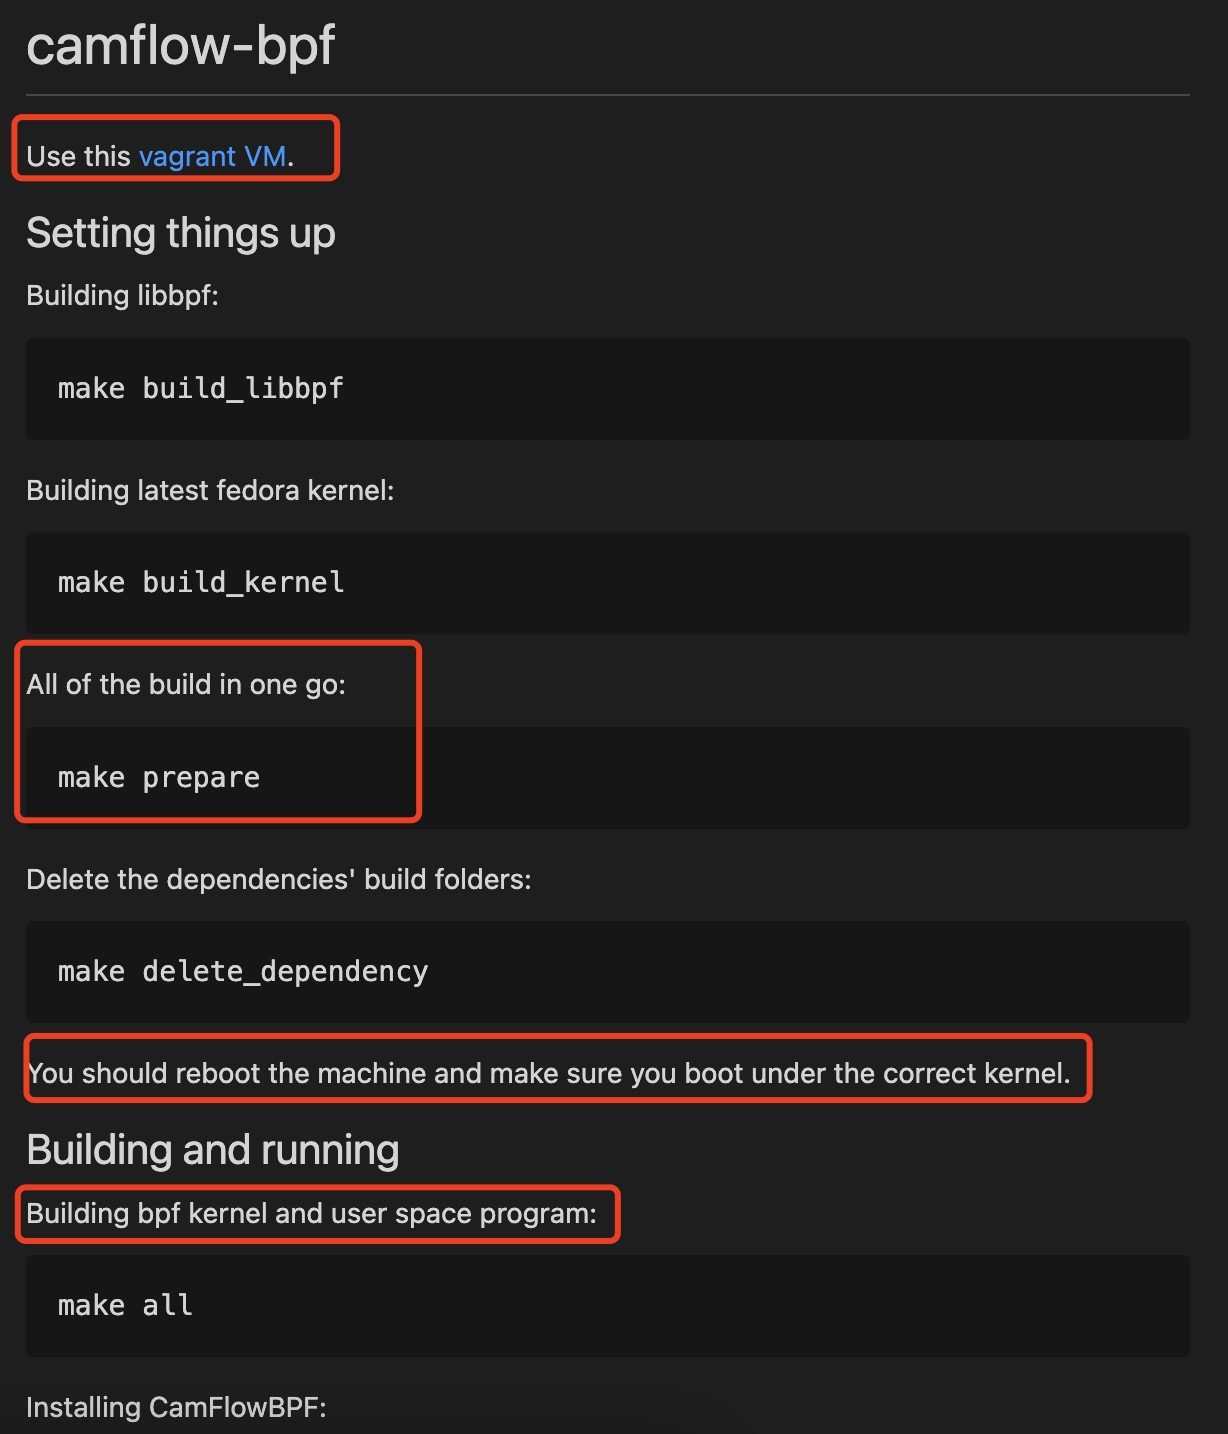 camflow-bpf
Use this vagrant VM.
Setting things up
Building libbpf:
make build_libbpf
Building latest fedora kernel:
make build_kernel
All of the build in one go:
make prepare
Delete the dependencies' build folders:
make delete_dependency
You should reboot the machine and make sure you boot under the correct kernel.
Building and running
Building bpf kernel and user space program:
make all
Installing CamFlowBPF: